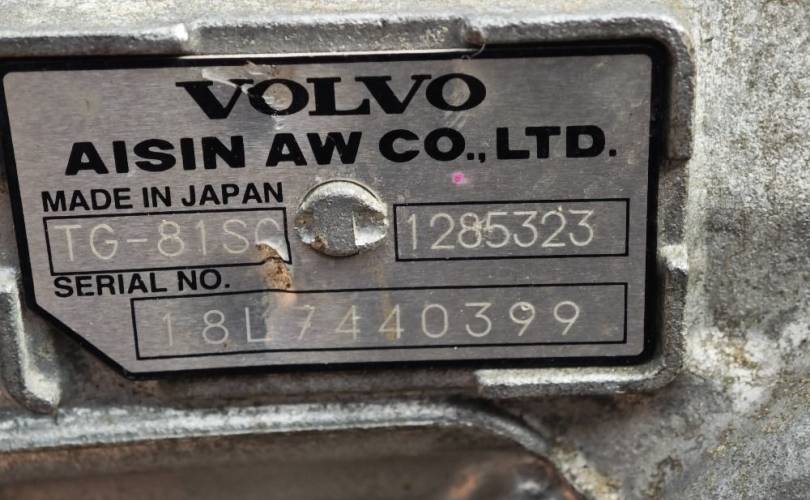 VOLVO
AISIN AW CO., LTD.
MADE IN JAPAN
TG-81SC 1285323
SERIAL NO.
18L7440399